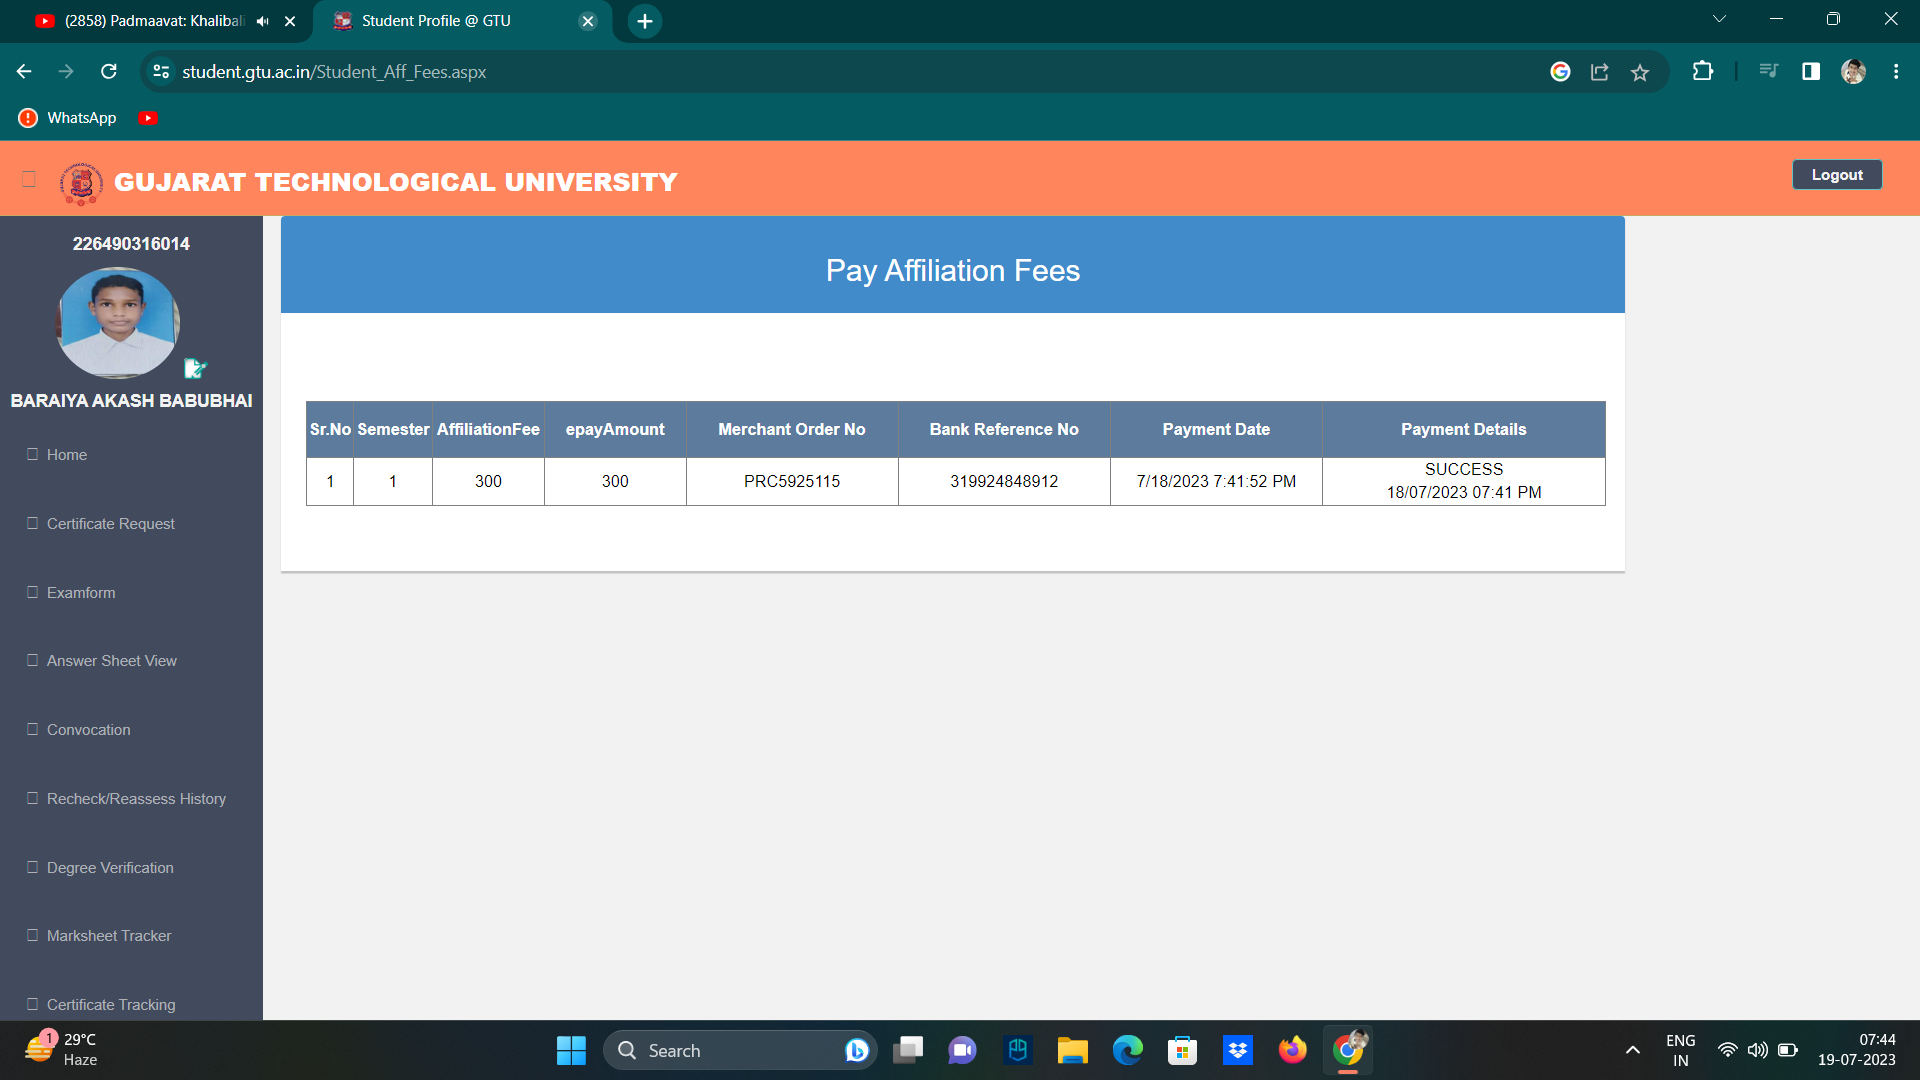 (2858) Padmaavat: Khalibali
Student Profile @ GTU
student.gtu.ac.in/Student_Aff_Fees.aspx
WhatsApp
GUJARAT TECHNOLOGICAL UNIVERSITY
Logout
226490316014
BARAIYA AKASH BABUBHAI
Home
Certificate Request
Examform
Answer Sheet View
Convocation
Recheck/Reassess History
Degree Verification
Marksheet Tracker
Certificate Tracking
Pay Affiliation Fees
Sr.No Semester AffiliationFee epayAmount Merchant Order No Bank Reference No Payment Date Payment Details
1 1 300 300 PRC5925115 319924848912 7/18/2023 7:41:52 PM SUCCESS
18/07/2023 07:41 PM
1
29°C
Haze
Search
ENG
IN
07:44
19-07-2023